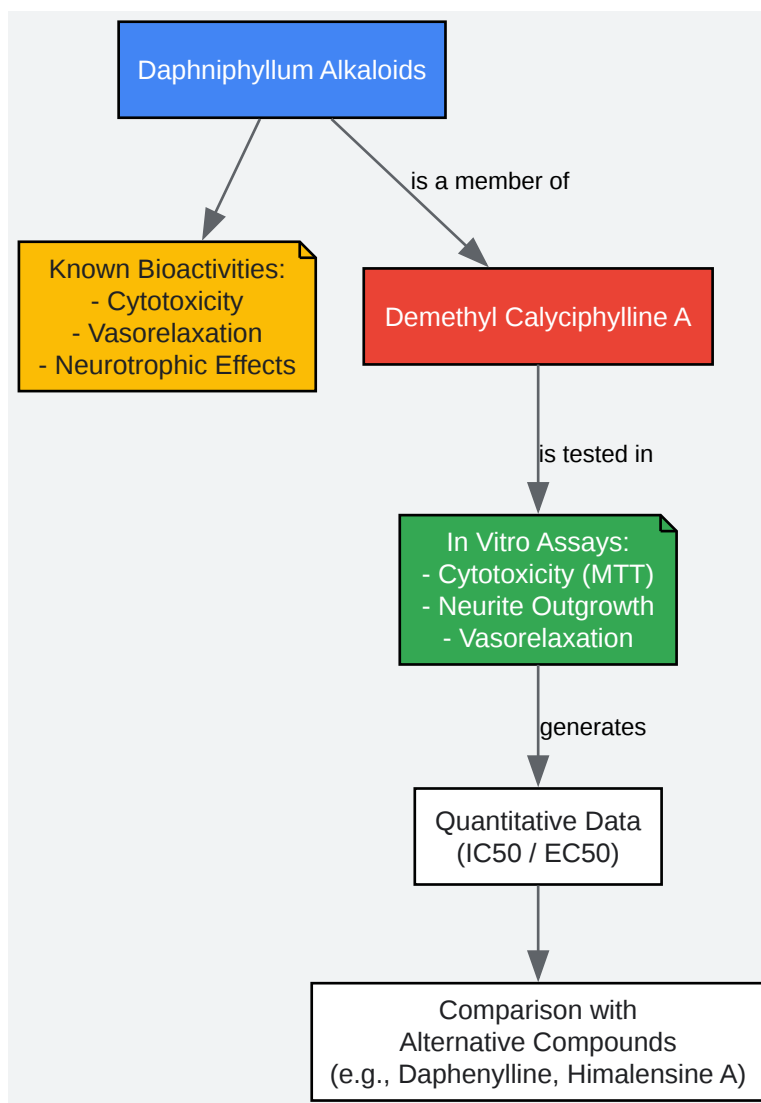 Daphniphyllum Alkaloids
is a member of
Known Bioactivities:
- Cytotoxicity
- Vasorelaxation
- Neurotrophic Effects
Demethyl Calyciphylline A
is tested in
In Vitro Assays:
- Cytotoxicity (MTT)
- Neurite Outgrowth
- Vasorelaxation
generates
Quantitative Data
(IC50 / EC50)
Comparison with
Alternative Compounds
(e.g., Daphenylline, Himalensine A)